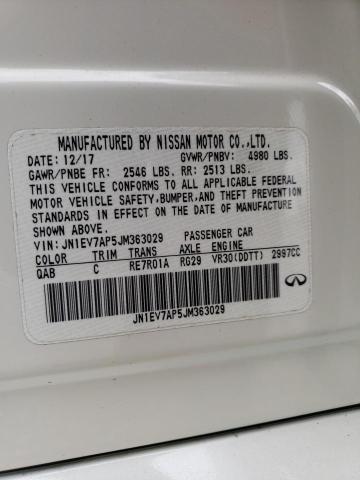 MANUFACTURED BY NISSAN MOTOR CO.,LTD.
DATE: 12/17 GVWR/PNBV: 4980 LBS.
GAWR/PNBE FR: 2546 LBS. RR: 2513 LBS.
THIS VEHICLE CONFORMS TO ALL APPLICABLE FEDERAL
MOTOR VEHICLE SAFETY,BUMPER,AND THEFT PREVENTION
STANDARDS IN EFFECT ON THE DATE OF MANUFACTURE
SHOWN ABOVE.
VIN: JN1EV7AP5JM363029 PASSENGER CAR
COLOR TRIM TRANS AXLE ENGINE
QAB C RE7R01A RG29 VR30(DDTT) 2997CC
JN1EV7AP5JM363029
INFINITI